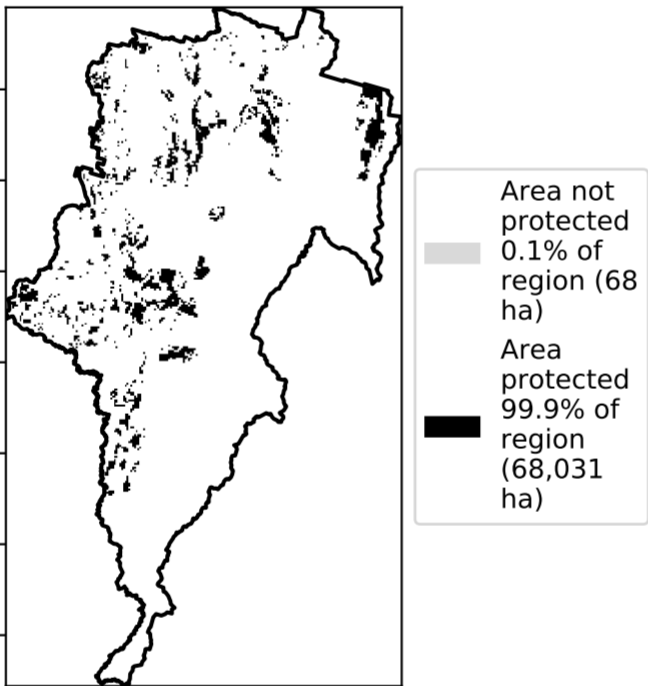 Area not
protected
0.1% of
region (68
ha)
Area
protected
99.9% of
region
(68,031
ha)